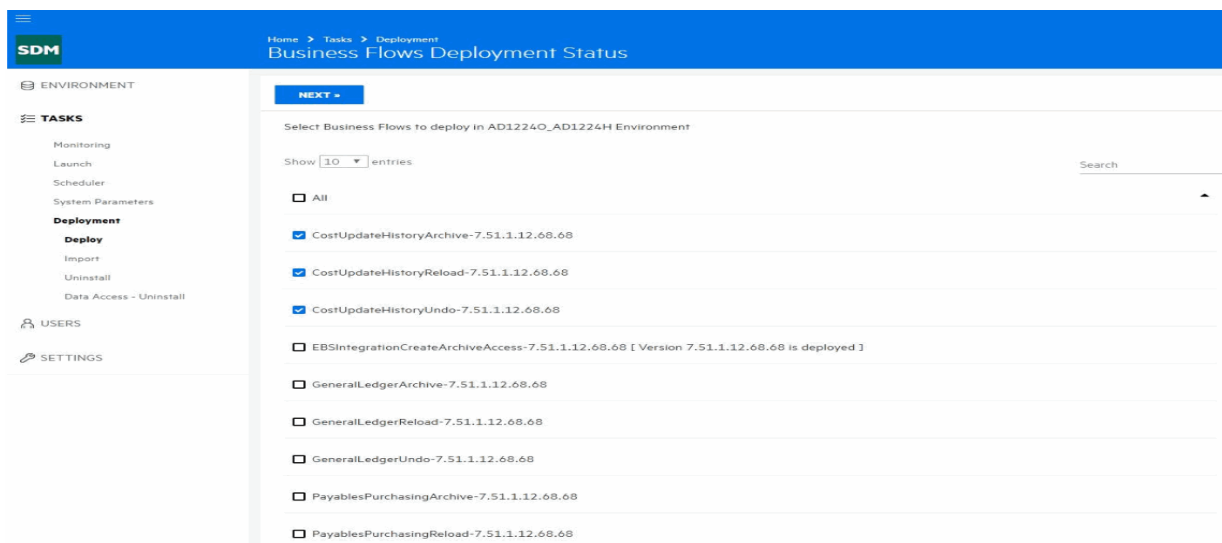 SDM
Home > Tasks > Deployment
Business Flows Deployment Status
ENVIRONMENT
TASKS
Monitoring
Launch
Scheduler
System Parameters
Deployment
Deploy
Import
Uninstall
Data Access - Uninstall
USERS
SETTINGS
NEXT »
Select Business Flows to deploy in AD1224O_AD1224H Environment
Show 10 entries
Search
All
CostUpdateHistoryArchive-7.51.1.12.68.68
CostUpdateHistoryReload-7.51.1.12.68.68
CostUpdateHistoryUndo-7.51.1.12.68.68
EBSIntegrationCreateArchiveAccess-7.51.1.12.68.68 [ Version 7.51.1.12.68.68 is deployed ]
GeneralLedgerArchive-7.51.1.12.68.68
GeneralLedgerReload-7.51.1.12.68.68
GeneralLedgerUndo-7.51.1.12.68.68
PayablesPurchasingArchive-7.51.1.12.68.68
PayablesPurchasingReload-7.51.1.12.68.68